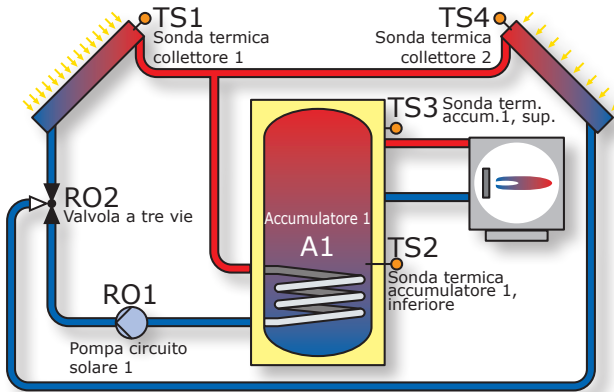 TS1
Sonda termica
collettore 1
TS4
Sonda termica
collettore 2
TS3
Sonda term.
accum.1, sup.
RO2
Valvola a tre vie
Accumulatore 1
A1
TS2
Sonda termica
accumulatore 1,
inferiore
RO1
Pompa circuito
solare 1